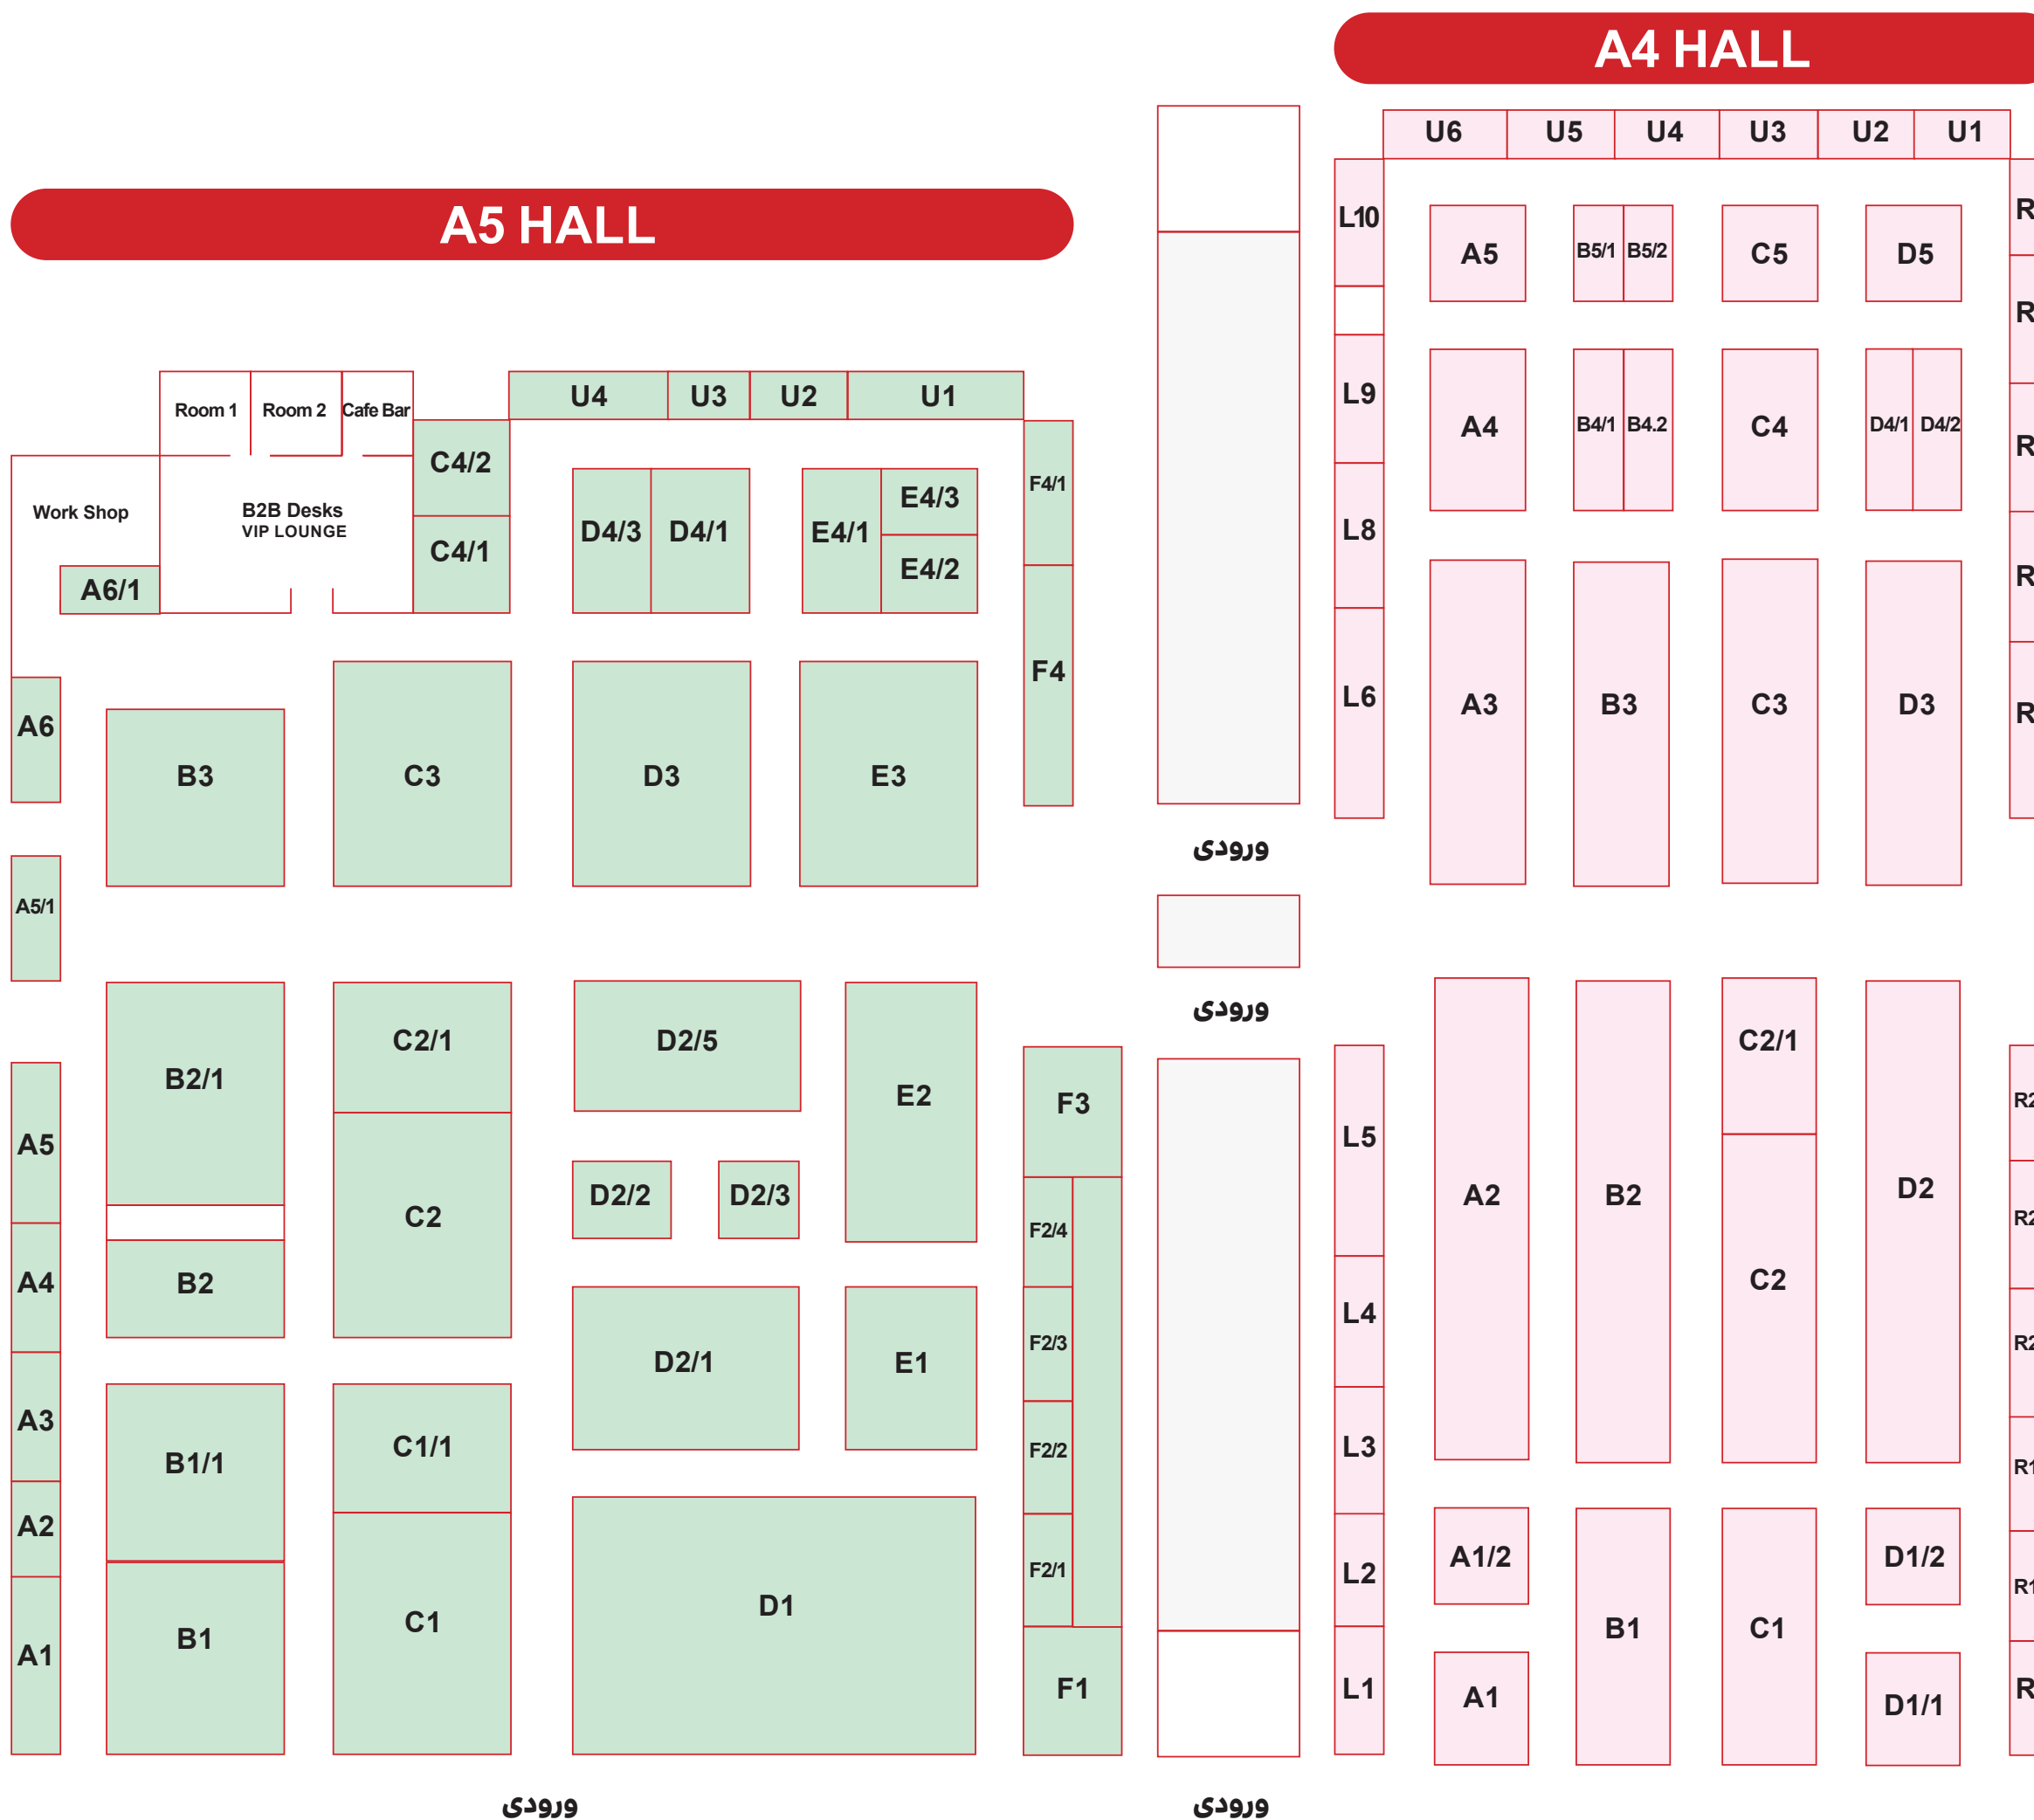 A4 HALL
U6 U5 U4 U3 U2 U1
L10
A5 B5/1 B5/2 C5 D5
L9
A4 B4/1 B4.2 C4 D4/1 D4/2
L8
L6 A3 B3 C3 D3
C2/1
L5 A2 B2 D2
L4 C2
L3
L2 A1/2 D1/2
B1 C1
L1 A1 D1/1
A5 HALL
U4 U3 U2 U1
Room 1 Room 2 Cafe Bar
C4/2
F4/1
Work Shop B2B Desks
VIP LOUNGE
D4/3 D4/1 E4/1 E4/3
C4/1 E4/2
A6/1
F4
A6 B3 C3 D3 E3
A5/1
C2/1 D2/5
B2/1 E2 F3
A5
D2/2 D2/3
C2 F2/4
A4 B2
D2/1 E1 F2/3
A3 B1/1 C1/1 F2/2
A2
F2/1
A1 B1 C1 D1
F1
ورودی
ورودی
ورودی
ورودی